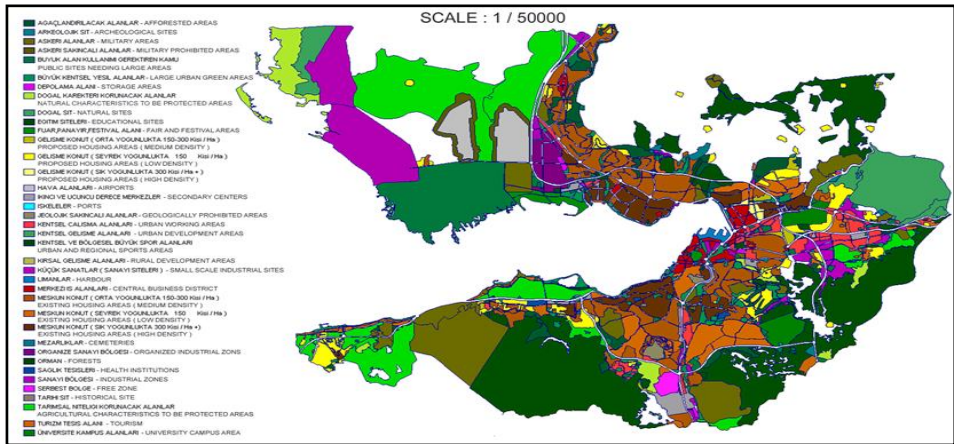 SCALE : 1 / 50000
AGAÇLANDIRILACAK ALANLAR - AFFORESTED AREAS
ARKEOLOJIK SIT - ARCHEOLOGICAL SITES
ASKERI ALANLAR - MILITARY AREAS
ASKERI SAKINCALI ALANLAR - MILITARY PROHIBITED AREAS
BUYUK ALAN KULLANIMI GEREKTIREN KAMU
PUBLIC SITES NEEDING LARGE AREAS
BÜYÜK KENTSEL YESIL ALANLAR - LARGE URBAN GREEN AREAS
DEPOLAMA ALANI - STORAGE AREAS
DOGAL KAREKTERI KORUNACAK ALANLAR
NATURAL CHARACTERISTICS TO BE PROTECTED AREAS
DOGAL SIT - NATURAL SITES
EGITIM SITELERI - EDUCATIONAL SITES
FUAR,PANAYIR,FESTIVAL ALANI - FAIR AND FESTIVAL AREAS
GELISME KONUT ( ORTA YOGUNLUKTA 150-300 Kisi / Ha )
PROPOSED HOUSING AREAS ( MEDIUM DENSITY )
GELISME KONUT ( SEYREK YOGUNLUKTA 150 Kisi / Ha )
PROPOSED HOUSING AREAS ( LOW DENSITY )
GELISME KONUT ( SIK YOGUNLUKTA 300 Kisi / Ha + )
PROPOSED HOUSING AREAS ( HIGH DENSITY )
HAVA ALANLARI - AIRPORTS
IKINCI VE UCUNCU DERECE MERKEZLER - SECONDARY CENTERS
ISKELELER - PORTS
JEOLOJIK SAKINCALI ALANLAR - GEOLOGICALLY PROHIBITED AREAS
KENTSEL CALISMA ALANLARI - URBAN WORKING AREAS
KENTSEL GELISME ALANLARI - URBAN DEVELOPMENT AREAS
KENTSEL VE BÖLGESEL BÜYÜK SPOR ALANLARI
URBAN AND REGIONAL SPORTS AREAS
KIRSAL GELISME ALANLARI - RURAL DEVELOPMENT AREAS
KÜÇÜK SANATLAR ( SANAYI SITELERI ) - SMALL SCALE INDUSTRIAL SITES
LIMANLAR - HARBOUR
MERKEZI IS ALANLARI - CENTRAL BUSINESS DISTRICT
MESKUN KONUT ( ORTA YOGUNLUKTA 150-300 Kisi / Ha )
EXISTING HOUSING AREAS ( MEDIUM DENSITY )
MESKUN KONUT ( SEYREK YOGUNLUKTA 150 Kisi / Ha )
EXISTING HOUSING AREAS ( LOW DENSITY )
MESKUN KONUT ( SIK YOGUNLUKTA 300 Kisi / Ha +)
EXISTING HOUSING AREAS ( HIGH DENSITY )
MEZARLIKLAR - CEMETERIES
ORGANIZE SANAYI BÖLGESI - ORGANIZED INDUSTRIAL ZONS
ORMAN - FORESTS
SAGLIK TESISLERI - HEALTH INSTITUTIONS
SANAYI BÖLGESI - INDUSTRIAL ZONES
SERBEST BOLGE - FREE ZONE
TARIHI SIT - HISTORICAL SITE
TARIMSAL NITELIGI KORUNACAK ALANLAR
AGRICULTURAL CHARACTERISTICS TO BE PROTECTED AREAS
TURIZM TESIS ALANI - TOURISM
ÜNIVERSITE KAMPUS ALANLARI - UNIVERSITY CAMPUS AREA